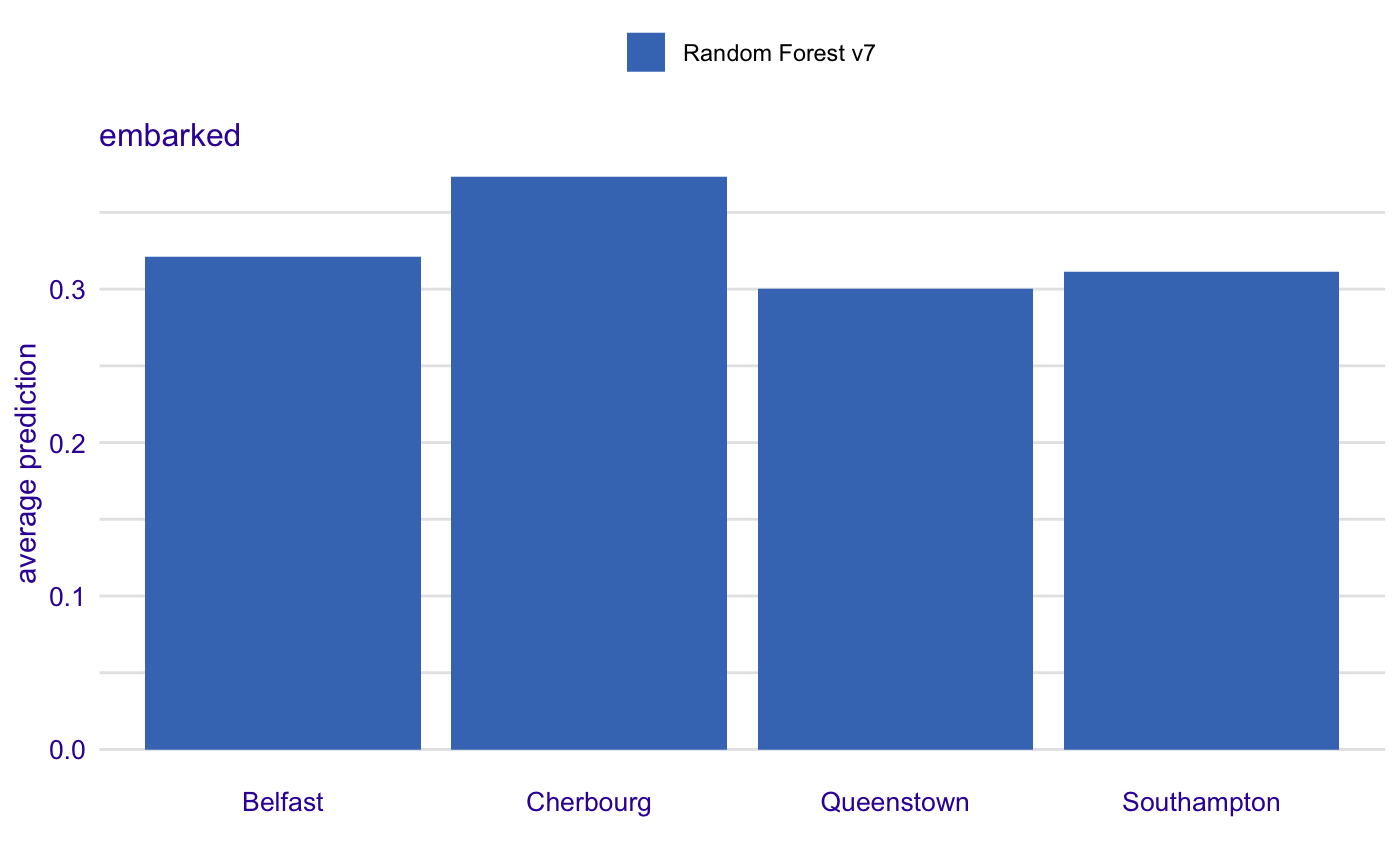 Random Forest v7
embarked
average prediction
0.3
0.2
0.1
0.0
Belfast
Cherbourg
Queenstown
Southampton